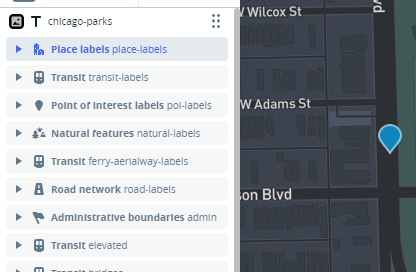 chicago-parks
Place labels place-labels
Transit transit-labels
Point of interest labels poi-labels
Natural features natural-labels
Transit ferry-aerialway-labels
Road network road-labels
Administrative boundaries admin
Transit elevated
Transit bridges
W Wilcox St
W Adams St
son Blvd